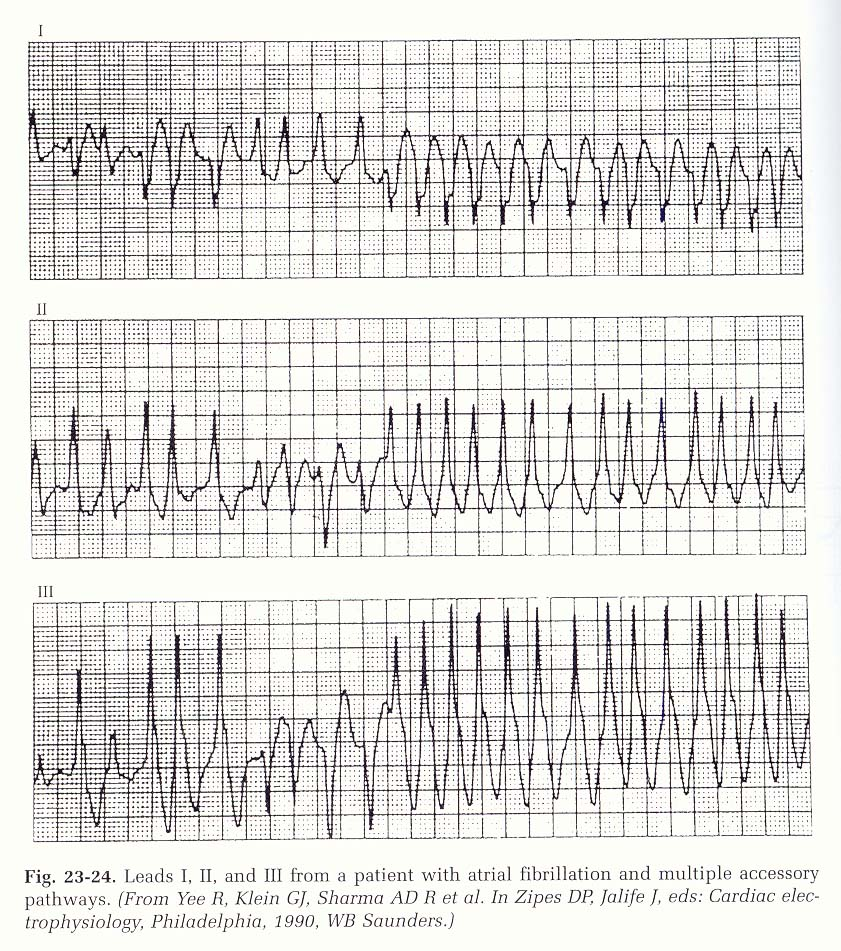 I
II
III
Fig. 23-24. Leads I, II, and III from a patient with atrial fibrillation and multiple accessory
pathways. (From Yee R, Klein GJ, Sharma AD R et al. In Zipes DP, Jalife J, eds: Cardiac elec-
trophysiology, Philadelphia, 1990, WB Saunders.)